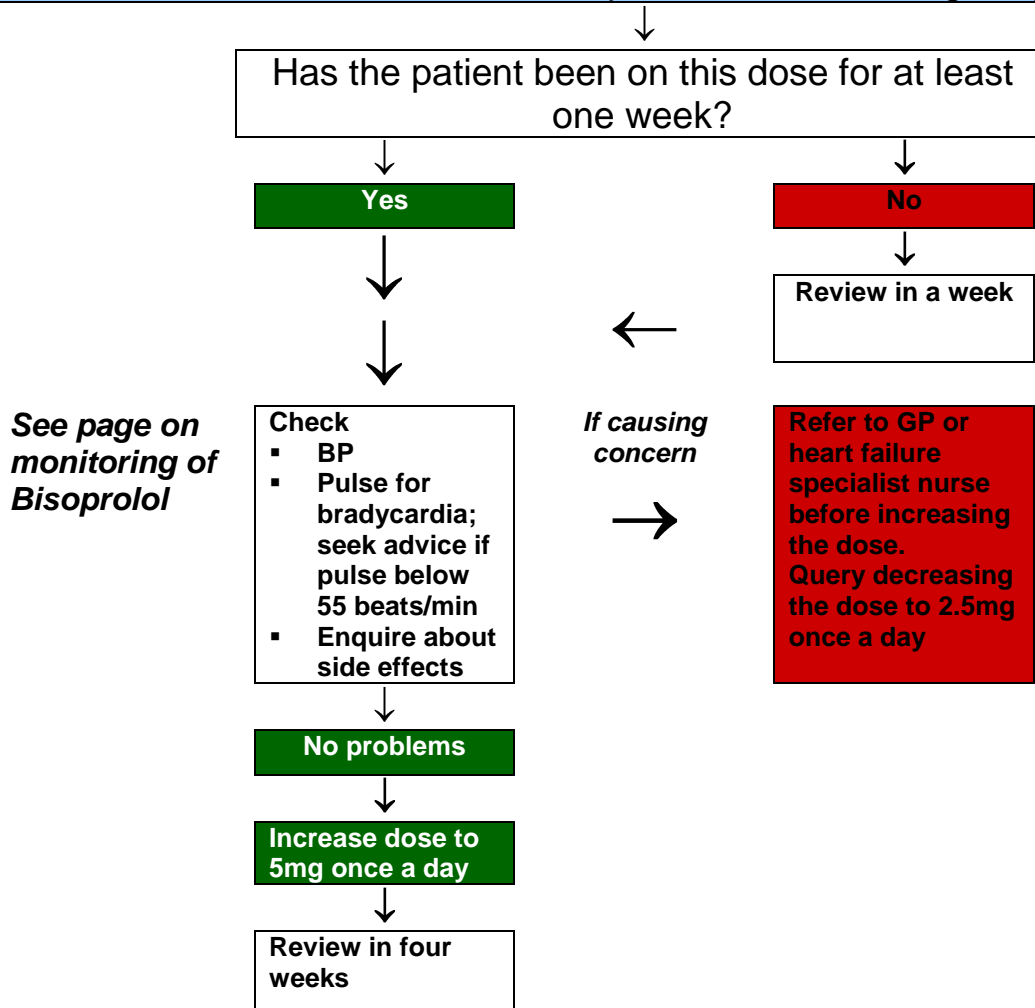 Has the patient been on this dose for at least
one week?
Yes
No
Review in a week
See page on
monitoring of
Bisoprolol
Check
▪ BP
▪ Pulse for
bradycardia;
seek advice if
pulse below
55 beats/min
▪ Enquire about
side effects
If causing
concern
Refer to GP or
heart failure
specialist nurse
before increasing
the dose.
Query decreasing
the dose to 2.5mg
once a day
No problems
Increase dose to
5mg once a day
Review in four
weeks